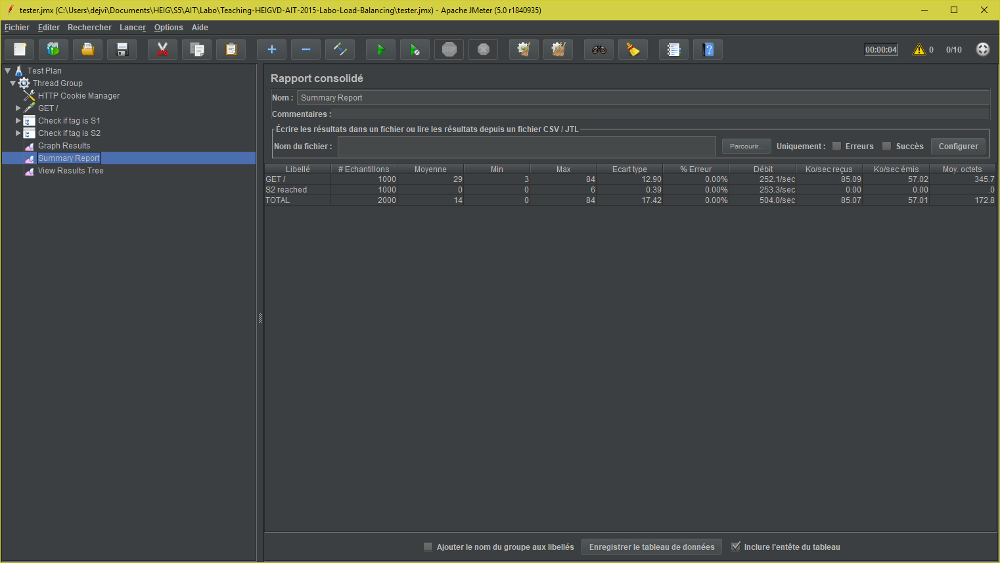 tester.jmx (C:\Users\dejvi\Documents\HEIG\S5\AIT\Labo\Teaching-HEIGVD-AIT-2015-Labo-Load-Balancing\tester.jmx) - Apache JMeter (5.0 r1840935)
Fichier Editer Rechercher Lancer Options Aide
STOP 00:00:04 0 0/10
Test Plan
Thread Group
HTTP Cookie Manager
GET /
Check if tag is S1
Check if tag is S2
Graph Results
Summary Report
View Results Tree
Rapport consolidé
Nom : Summary Report
Commentaires :
Écrire les résultats dans un fichier ou lire les résultats depuis un fichier CSV / JTL
Nom du fichier : Parcourir... Uniquement : Erreurs Succès Configurer
Libellé # Echantillons Moyenne Min Max Ecart type % Erreur Débit Ko/sec reçus Ko/sec émis Moy. octets
GET / 1000 29 3 84 12.90 0.00% 252.1/sec 85.09 57.02 345.7
S2 reached 1000 0 0 6 0.39 0.00% 253.3/sec 0.00 0.00 .0
TOTAL 2000 14 0 84 17.42 0.00% 504.0/sec 85.07 57.01 172.8
Ajouter le nom du groupe aux libellés Enregistrer le tableau de données Inclure l'entête du tableau